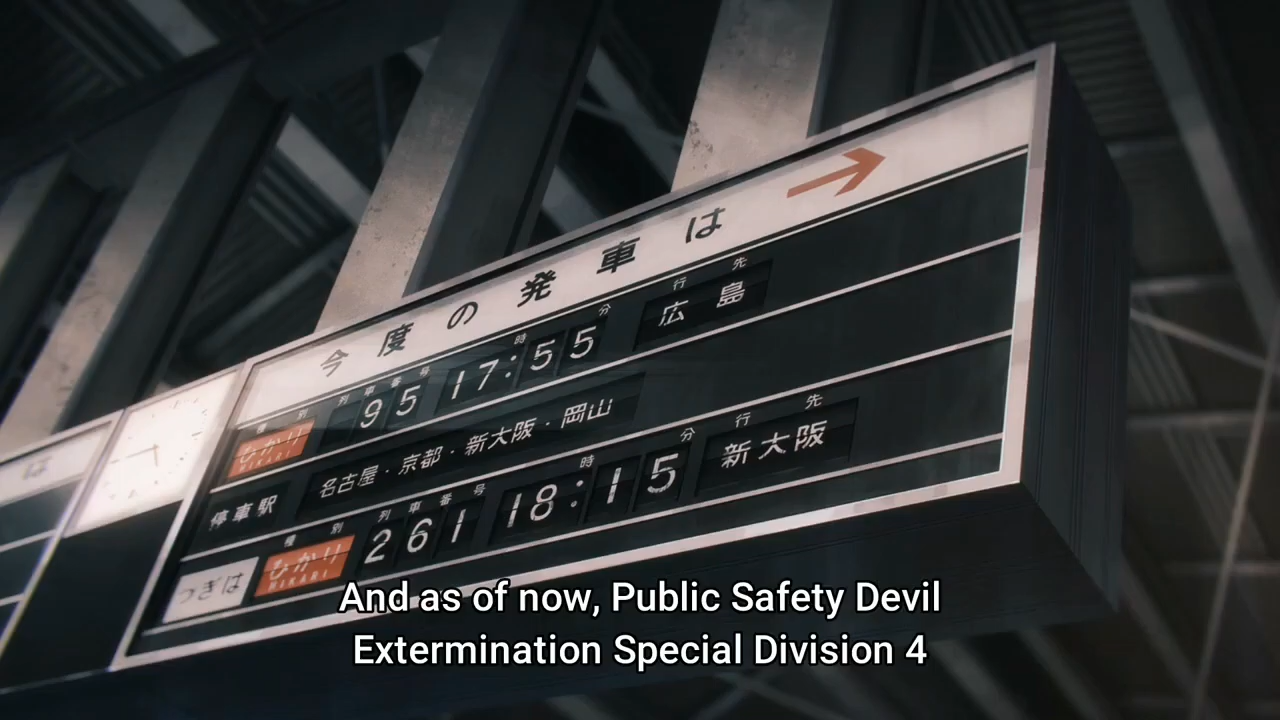 今度の発車は →
種別 列車番号 時 分 行先
ひかり 95 17:55 広島
HIKARI
停車駅 名古屋・京都・新大阪・岡山
種別 列車番号 時 分 行先
つぎは ひかり 261 18:15 新大阪
HIKARI
は
And as of now, Public Safety Devil
Extermination Special Division 4